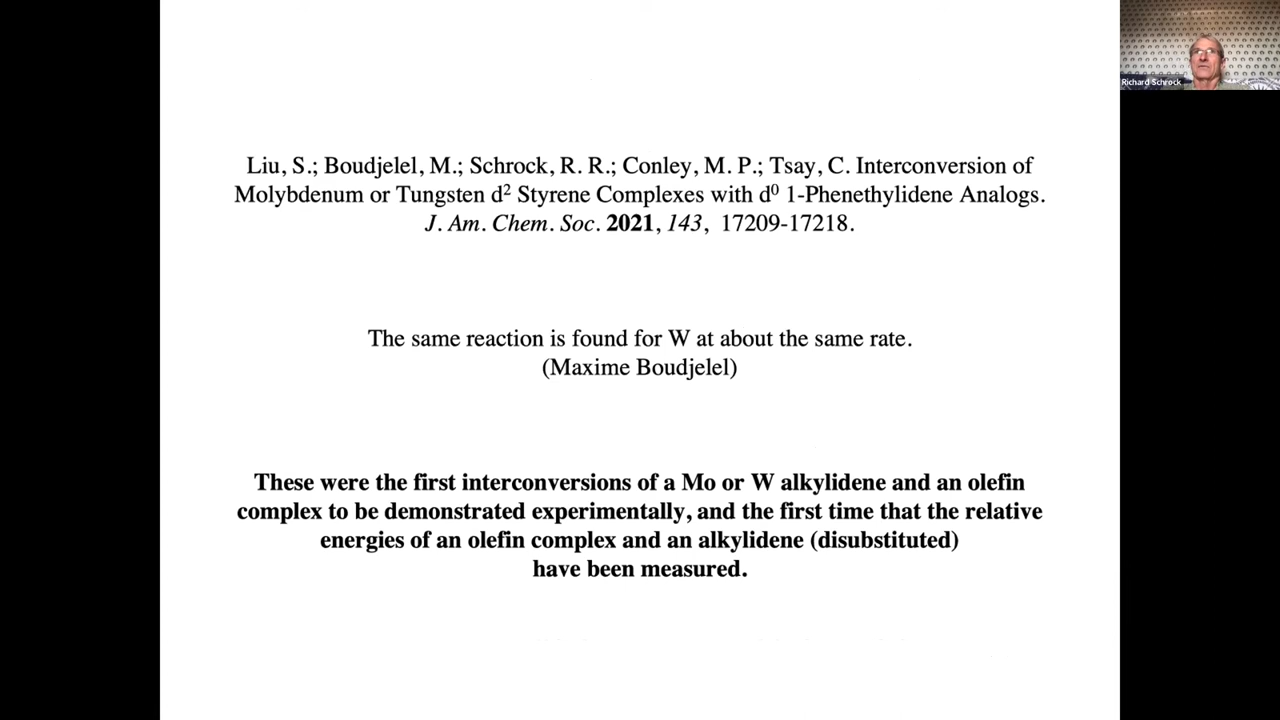 Richard Schrock
Liu, S.; Boudjelel, M.; Schrock, R. R.; Conley, M. P.; Tsay, C. Interconversion of
Molybdenum or Tungsten d² Styrene Complexes with d⁰ 1-Phenethylidene Analogs.
J. Am. Chem. Soc. 2021, 143, 17209-17218.
The same reaction is found for W at about the same rate.
(Maxime Boudjelel)
These were the first interconversions of a Mo or W alkylidene and an olefin
complex to be demonstrated experimentally, and the first time that the relative
energies of an olefin complex and an alkylidene (disubstituted)
have been measured.